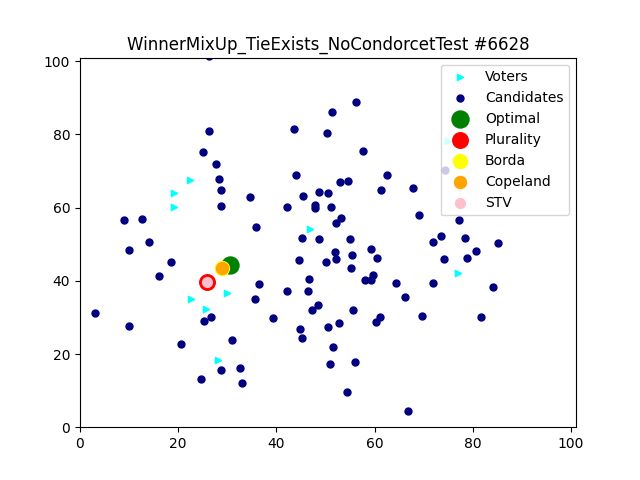 WinnerMixUp_TieExists_NoCondorcetTest #6628
100
80
60
40
20
0
0
20
40
60
80
100
Voters
Candidates
Optimal
Plurality
Borda
Copeland
STV